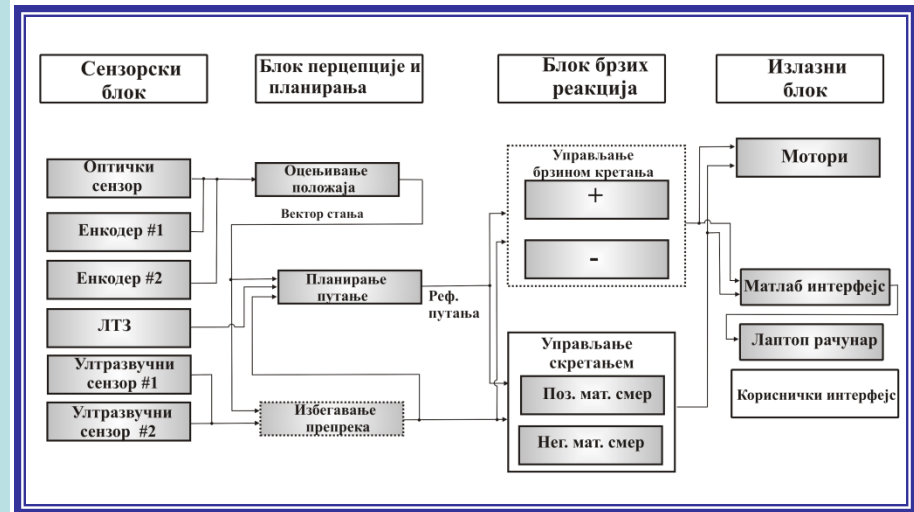 Сензорски
блок
Блок перцепције и
планирања
Блок брзих
реакција
Излазни
блок
Оптички
сензор
Енкодер #1
Енкодер #2
ЛТЗ
Ултразвучни
сензор #1
Ултразвучни
сензор #2
Оцењивање
положаја
Вектор стања
Планирање
путање
Реф.
путања
Избегавање
препрека
Управљање
брзином кретања
+
-
Управљање
скретањем
Поз. мат. смер
Нег. мат. смер
Мотори
Матлаб интерфејс
Лаптоп рачунар
Кориснички интерфејс